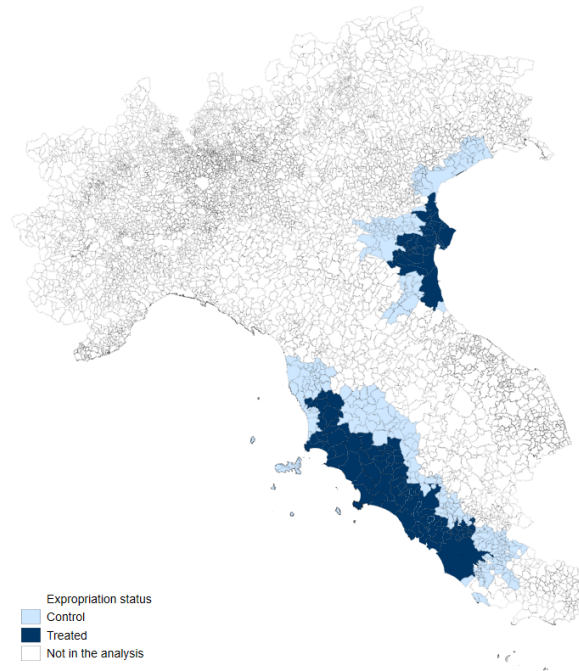 Expropriation status
Control
Treated
Not in the analysis